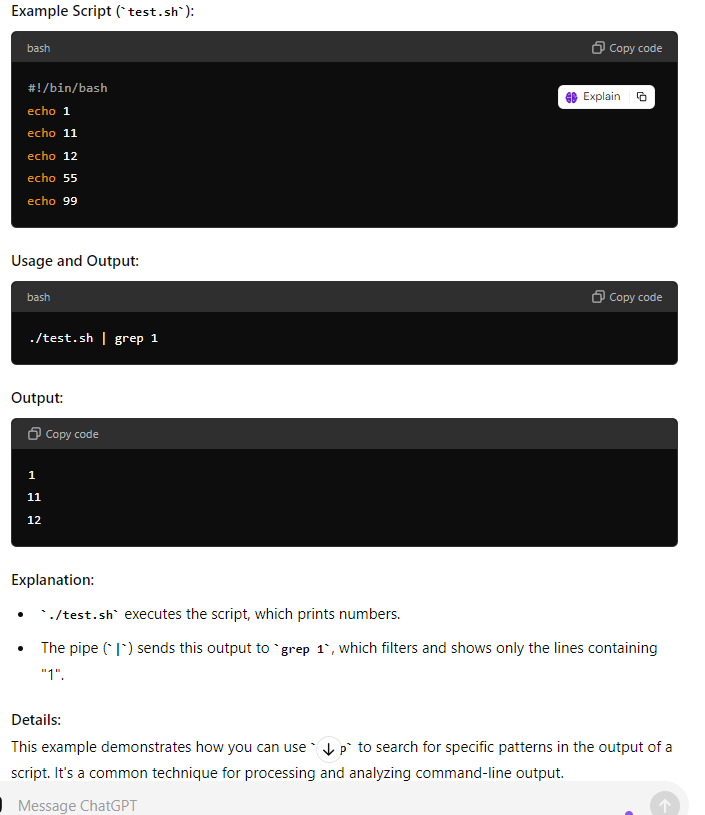 Example Script (`test.sh`):
bash
Copy code
#!/bin/bash
Explain
echo 1
echo 11
echo 12
echo 55
echo 99
Usage and Output:
bash
Copy code
./test.sh | grep 1
Output:
Copy code
1
11
12
Explanation:
• `./test.sh` executes the script, which prints numbers.
• The pipe (`|`) sends this output to `grep 1`, which filters and shows only the lines containing
"1".
Details:
This example demonstrates how you can use ` p` to search for specific patterns in the output of a
script. It's a common technique for processing and analyzing command-line output.
Message ChatGPT